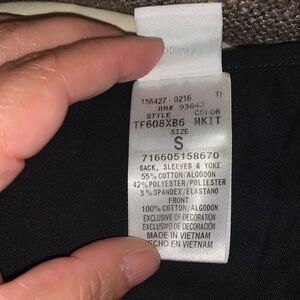 156427-0216 TI
RN# 93643
STYLE COLOR
TF608XB6 MKIT
SIZE
S
716605158670
BACK, SLEEVES & YOKE
55% COTTON/ALGODON
42% POLYESTER/POLIESTER
3% SPANDEX/ELASTANO
FRONT
100% COTTON/ALGODON
EXCLUSIVE OF DECORATION
EXCLUSIVO DE DECORACION
MADE IN VIETNAM
HECHO EN VIETNAM